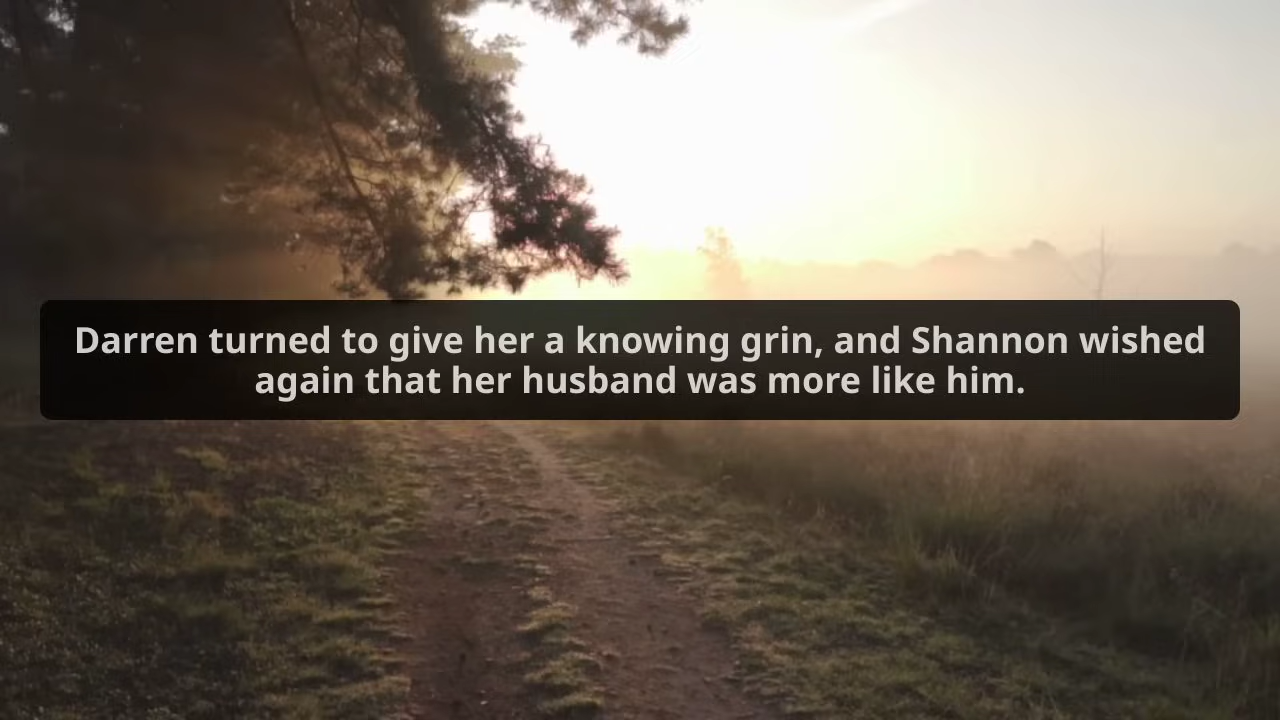 Darren turned to give her a knowing grin, and Shannon wished
again that her husband was more like him.